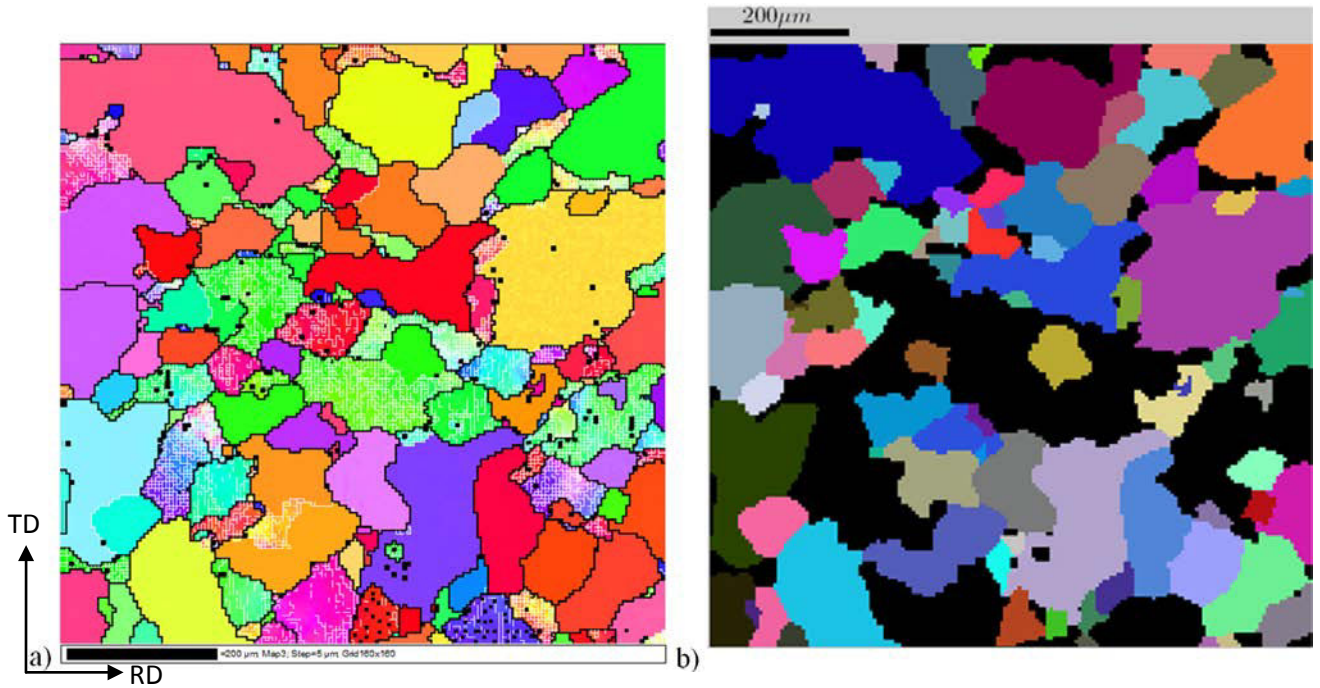 200μm
TD
a)
=200 μm; Map3; Step=5 μm; Grid160x160
b)
RD